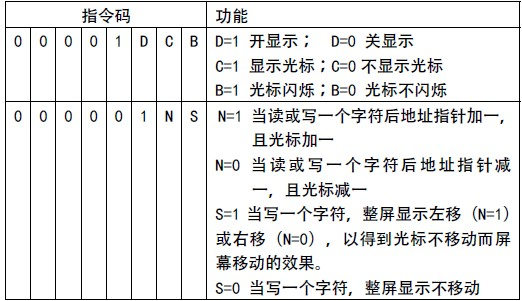 指令码 功能
0 0 0 0 1 D C B D=1 开显示； D=0 关显示
C=1 显示光标；C=0不显示光标
B=1 光标闪烁；B=0 光标不闪烁
0 0 0 0 0 1 N S N=1 当读或写一个字符后地址指针加一，
且光标加一
N=0 当读或写一个字符后地址指针减
一，且光标减一
S=1 当写一个字符，整屏显示左移（N=1）
或右移（N=0），以得到光标不移动而屏
幕移动的效果。
S=0 当写一个字符，整屏显示不移动